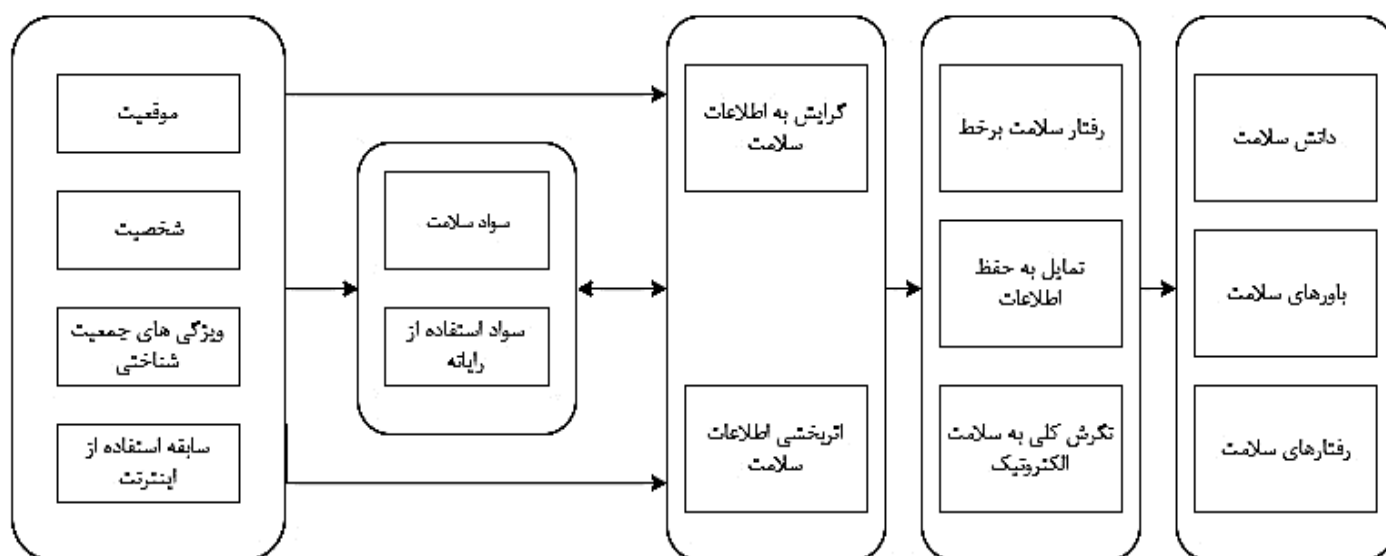 موقعیت
شخصیت
ویژگی های جمعیت
شناختی
سابقه استفاده از
اینترنت
سواد سلامت
سواد استفاده از
رایانه
گرایش به اطلاعات
سلامت
اثربخشی اطلاعات
سلامت
رفتار سلامت برخط
تمایل به حفظ
اطلاعات
نگرش کلی به سلامت
الکترونیک
دانش سلامت
باورهای سلامت
رفتارهای سلامت